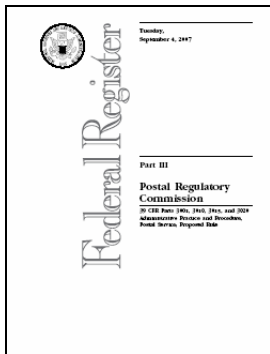 Federal Register
Tuesday,
September 4, 2007
Part III
Postal Regulatory
Commission
39 CFR Parts 3001, 3010, 3015, and 3020
Administrative Practice and Procedure,
Postal Service, Proposed Rule